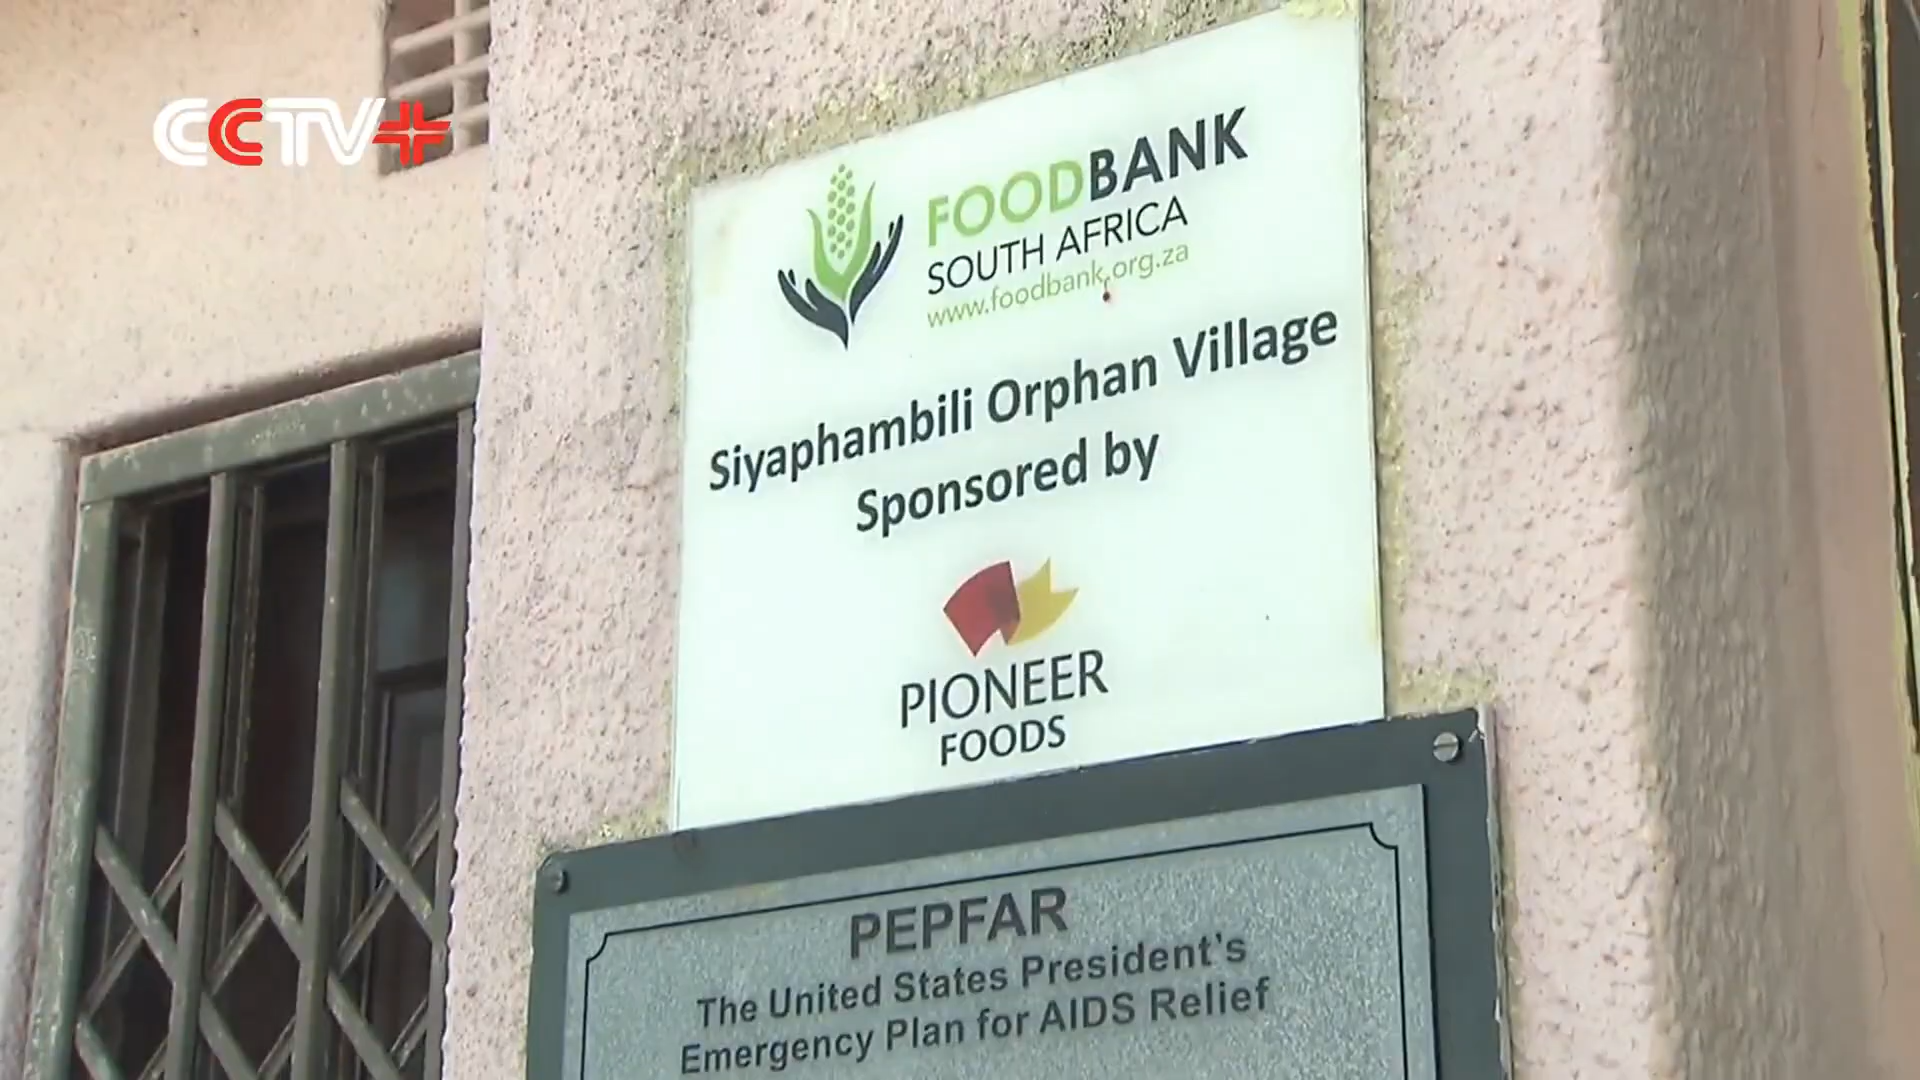 CCTV+
FOODBANK
SOUTH AFRICA
www.foodbank.org.za
Siyaphambili Orphan Village
Sponsored by
PIONEER
FOODS
PEPFAR
The United States President's
Emergency Plan for AIDS Relief